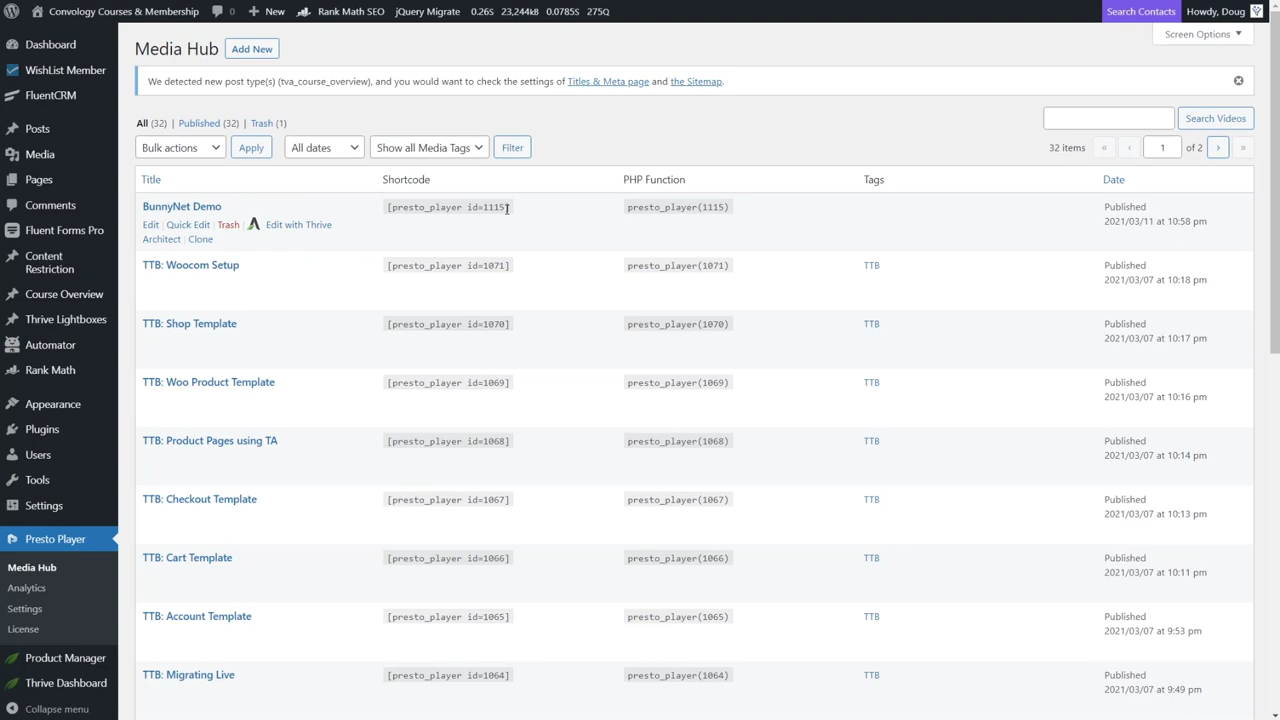 Convology Courses & Membership 0 New Rank Math SEO jQuery Migrate 0.26S 23,244kB 0.0785S 275Q Search Contacts Howdy, Doug
Screen Options
Dashboard
WishList Member
FluentCRM
Posts
Media
Pages
Comments
Fluent Forms Pro
Content
Restriction
Course Overview
Thrive Lightboxes
Automator
Rank Math
Appearance
Plugins
Users
Tools
Settings
Presto Player
Media Hub
Analytics
Settings
License
Product Manager
Thrive Dashboard
Collapse menu
Media Hub Add New
We detected new post type(s) (tva_course_overview), and you would want to check the settings of Titles & Meta page and the Sitemap.
All (32) | Published (32) | Trash (1)
Search Videos
Bulk actions Apply All dates Show all Media Tags Filter 32 items « ‹ 1 of 2 › »
Title Shortcode PHP Function Tags Date
BunnyNet Demo [presto_player id=1115] presto_player(1115) Published
2021/03/11 at 10:58 pm
Edit | Quick Edit | Trash | Edit with Thrive
Architect | Clone
TTB: Woocom Setup [presto_player id=1071] presto_player(1071) TTB Published
2021/03/07 at 10:18 pm
TTB: Shop Template [presto_player id=1070] presto_player(1070) TTB Published
2021/03/07 at 10:17 pm
TTB: Woo Product Template [presto_player id=1069] presto_player(1069) TTB Published
2021/03/07 at 10:16 pm
TTB: Product Pages using TA [presto_player id=1068] presto_player(1068) TTB Published
2021/03/07 at 10:14 pm
TTB: Checkout Template [presto_player id=1067] presto_player(1067) TTB Published
2021/03/07 at 10:13 pm
TTB: Cart Template [presto_player id=1066] presto_player(1066) TTB Published
2021/03/07 at 10:11 pm
TTB: Account Template [presto_player id=1065] presto_player(1065) TTB Published
2021/03/07 at 9:53 pm
TTB: Migrating Live [presto_player id=1064] presto_player(1064) TTB Published
2021/03/07 at 9:49 pm